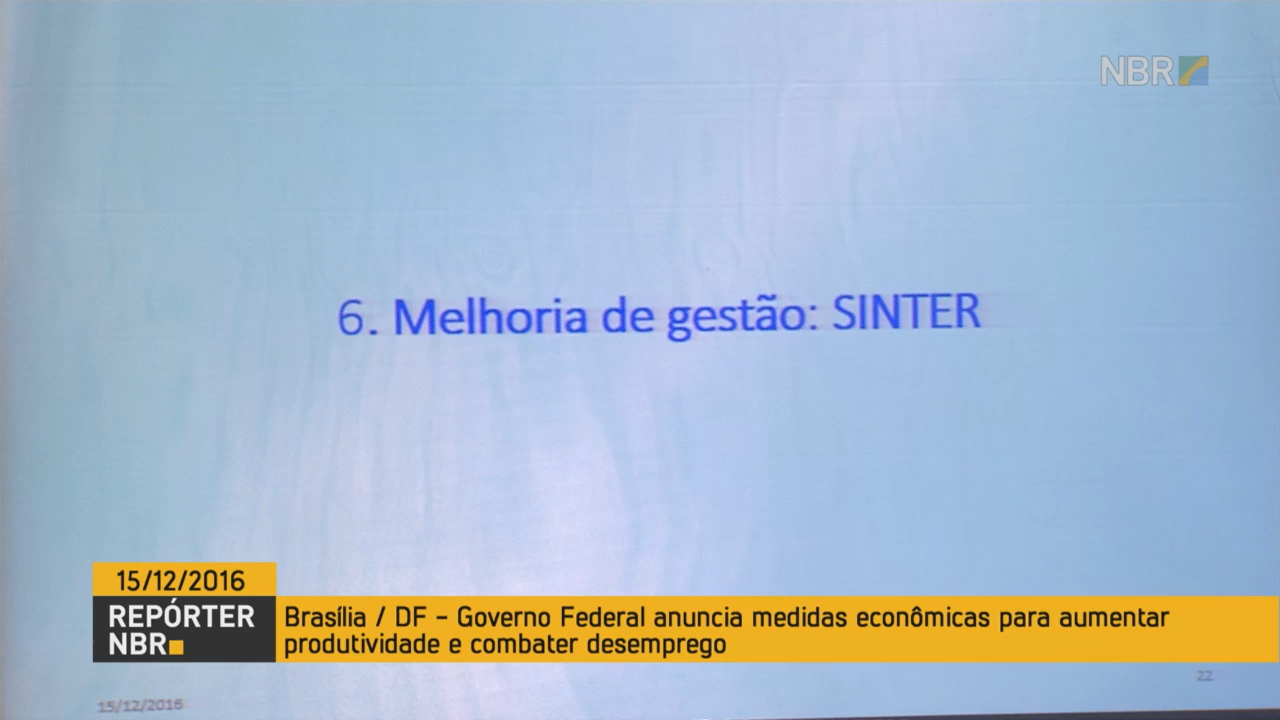 NBR
6. Melhoria de gestão: SINTER
15/12/2016
REPÓRTER
NBR
Brasília / DF – Governo Federal anuncia medidas econômicas para aumentar
produtividade e combater desemprego
22
15/12/2016